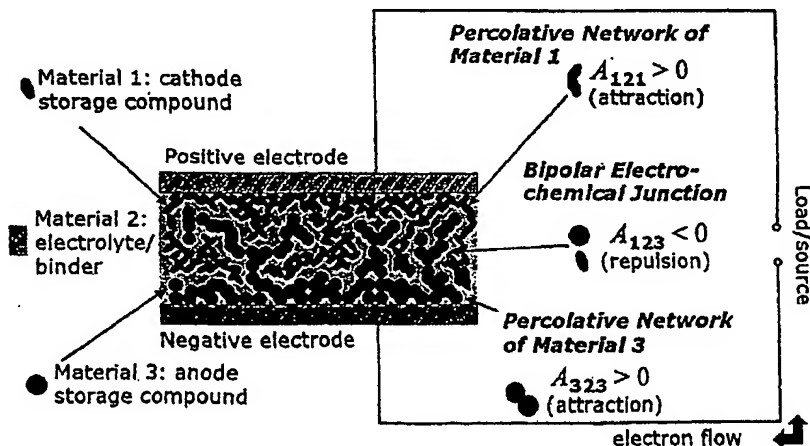 Percolative Network of
Material 1
Material 1: cathode
storage compound
A₁₂₁ > 0
(attraction)
Positive electrode
Bipolar Electro-
chemical Junction
Material 2:
electrolyte/
binder
A₁₂₃ < 0
(repulsion)
Load/source
Negative electrode
Percolative Network
of Material 3
Material 3: anode
storage compound
A₃₂₃ > 0
(attraction)
electron flow